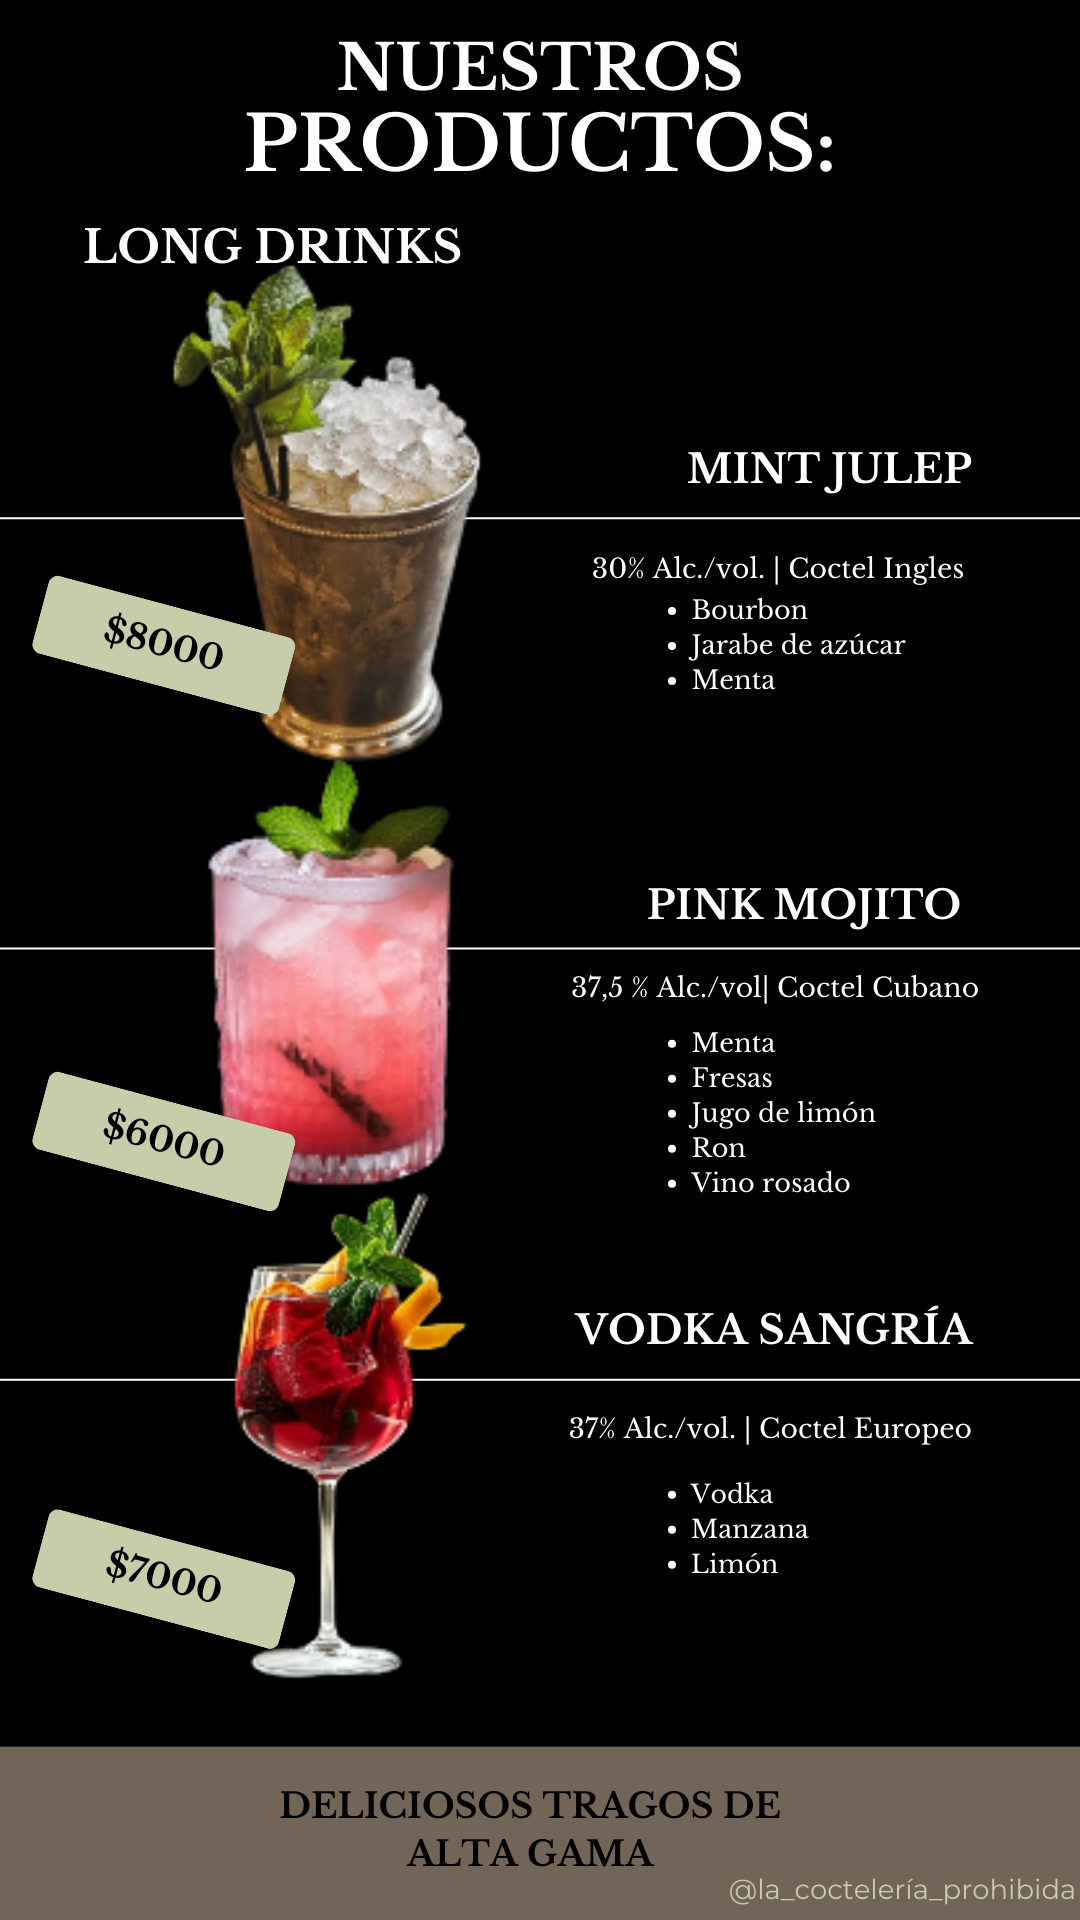 NUESTROS
PRODUCTOS:
LONG DRINKS
MINT JULEP
30% Alc./vol. | Coctel Ingles
• Bourbon
• Jarabe de azúcar
• Menta
$8000
PINK MOJITO
37,5 % Alc./vol| Coctel Cubano
• Menta
• Fresas
• Jugo de limón
• Ron
• Vino rosado
$6000
VODKA SANGRÍA
37% Alc./vol. | Coctel Europeo
• Vodka
• Manzana
• Limón
$7000
DELICIOSOS TRAGOS DE
ALTA GAMA
@la_coctelería_prohibida